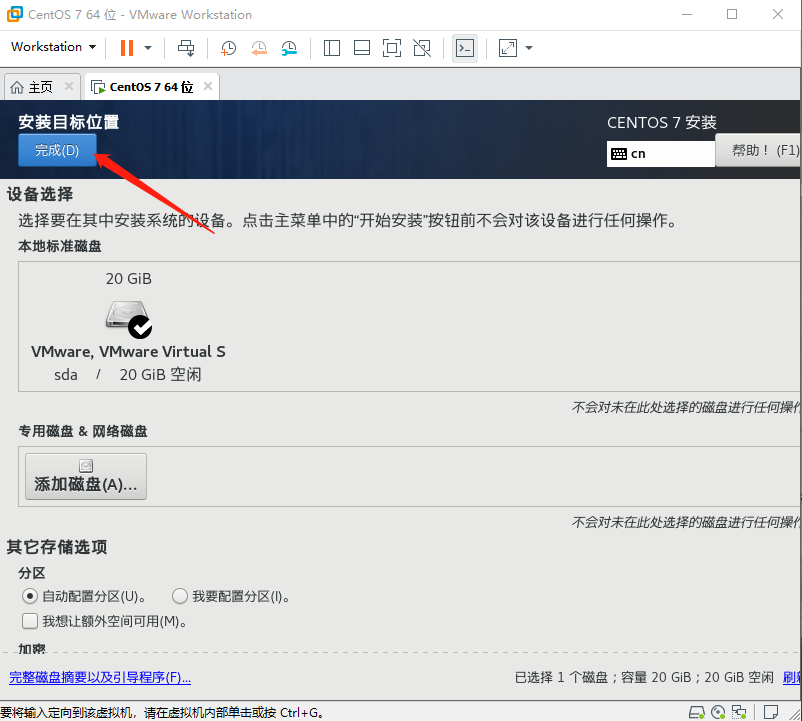 CentOS 7 64 位 - VMware Workstation
Workstation
主页
CentOS 7 64 位
安装目标位置
CENTOS 7 安装
完成(D)
cn
帮助！ (F1)
设备选择
选择要在其中安装系统的设备。点击主菜单中的“开始安装”按钮前不会对该设备进行任何操作。
本地标准磁盘
20 GiB
VMware, VMware Virtual S
sda / 20 GiB 空闲
不会对未在此处选择的磁盘进行任何操作
专用磁盘 & 网络磁盘
添加磁盘(A)...
不会对未在此处选择的磁盘进行任何操作
其它存储选项
分区
自动配置分区(U)。
我要配置分区(I)。
我想让额外空间可用(M)。
加密
完整磁盘摘要以及引导程序(F)...
已选择 1 个磁盘；容量 20 GiB；20 GiB 空闲
刷新
要将输入定向到该虚拟机，请在虚拟机内部单击或按 Ctrl+G。